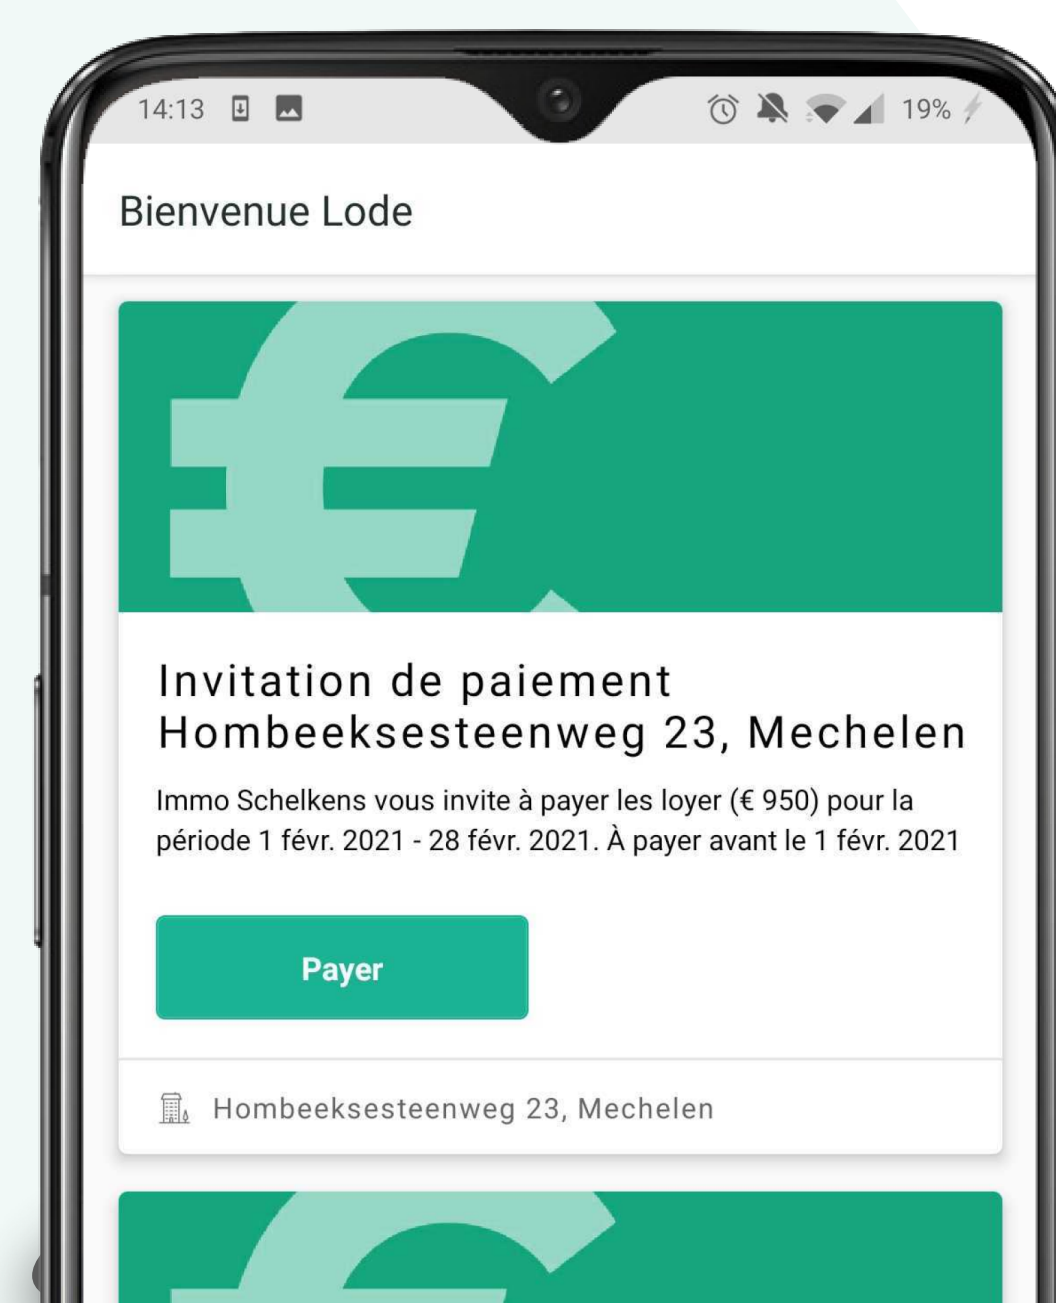 14:13 19%
Bienvenue Lode
€
Invitation de paiement
Hombeeksesteenweg 23, Mechelen
Immo Schelkens vous invite à payer les loyer (€ 950) pour la
période 1 févr. 2021 - 28 févr. 2021. À payer avant le 1 févr. 2021
Payer
Hombeeksesteenweg 23, Mechelen
€